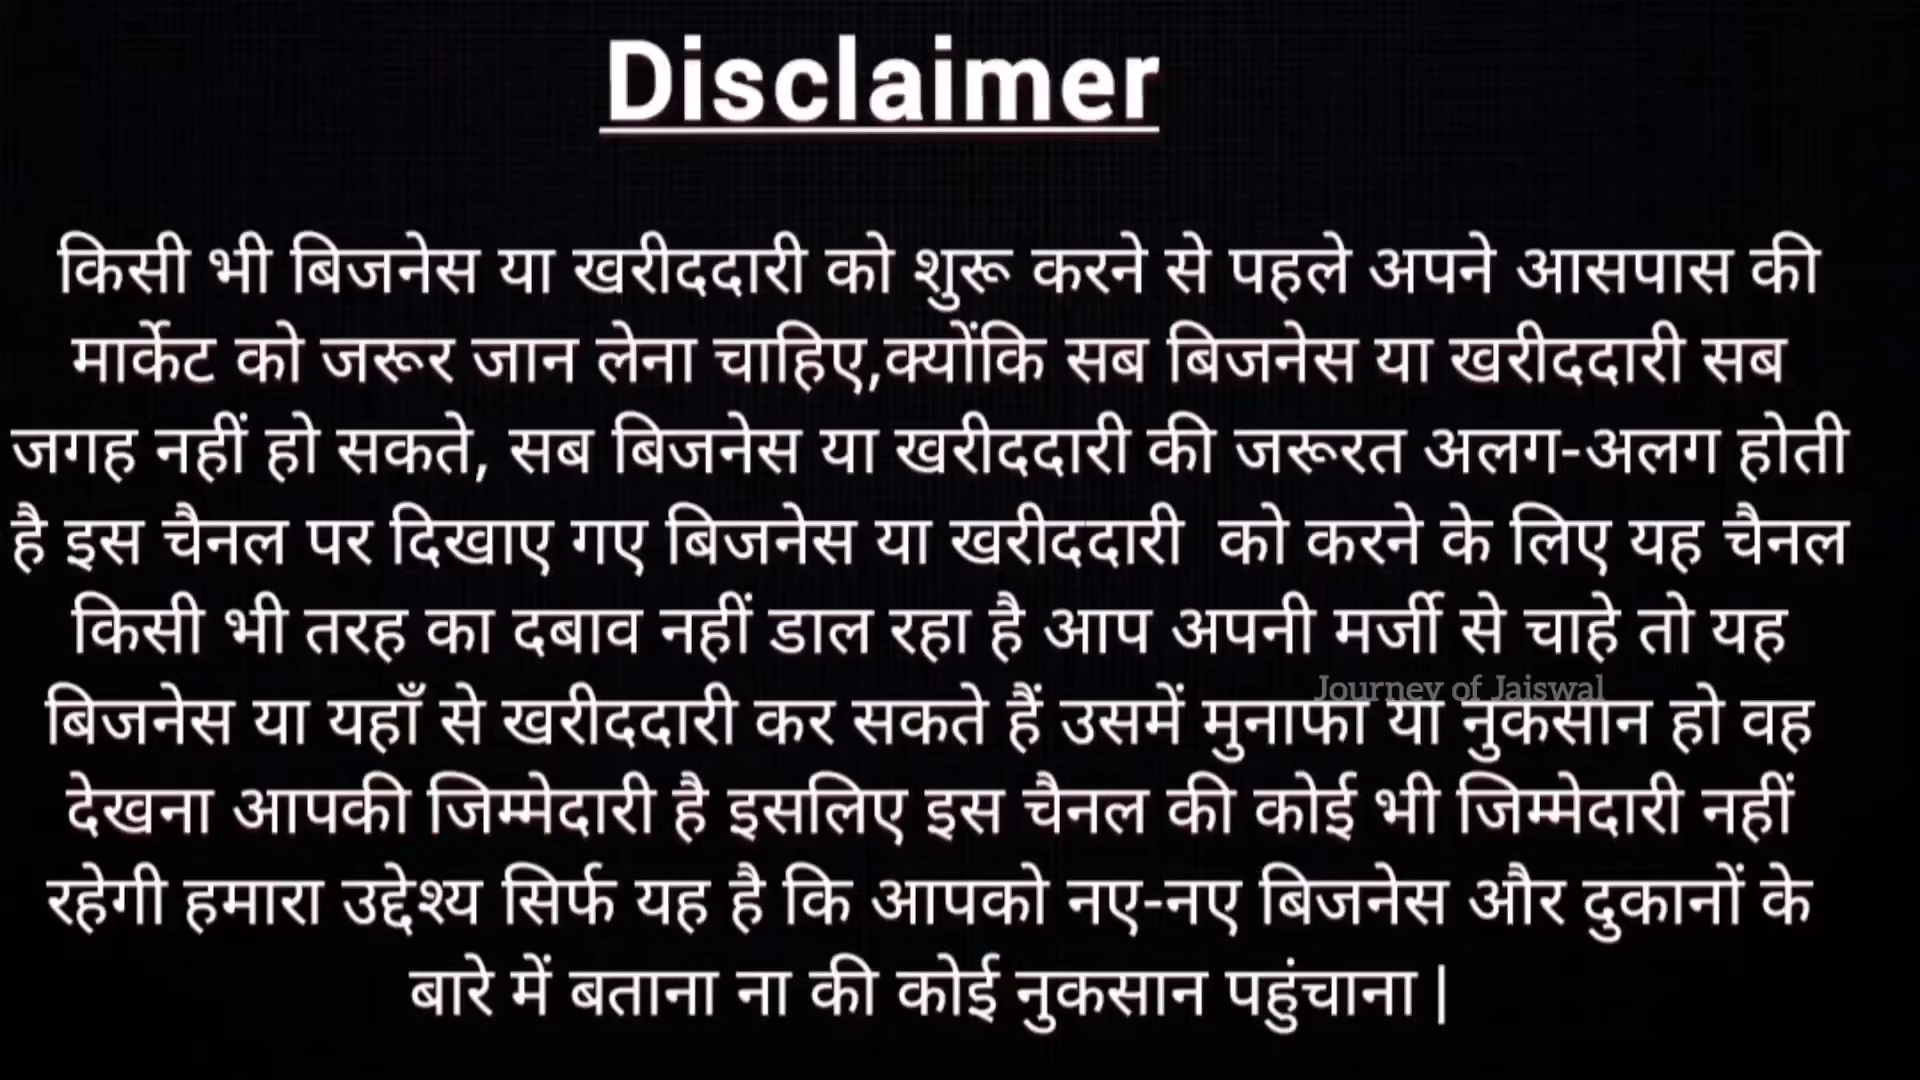 Disclaimer
किसी भी बिजनेस या खरीददारी को शुरू करने से पहले अपने आसपास की
मार्केट को जरूर जान लेना चाहिए,क्योंकि सब बिजनेस या खरीददारी सब
जगह नहीं हो सकते, सब बिजनेस या खरीददारी की जरूरत अलग-अलग होती
है इस चैनल पर दिखाए गए बिजनेस या खरीददारी को करने के लिए यह चैनल
किसी भी तरह का दबाव नहीं डाल रहा है आप अपनी मर्जी से चाहे तो यह
Journey of Jaiswal
बिजनेस या यहाँ से खरीददारी कर सकते हैं उसमें मुनाफा या नुकसान हो वह
देखना आपकी जिम्मेदारी है इसलिए इस चैनल की कोई भी जिम्मेदारी नहीं
रहेगी हमारा उद्देश्य सिर्फ यह है कि आपको नए-नए बिजनेस और दुकानों के
बारे में बताना ना की कोई नुकसान पहुंचाना |